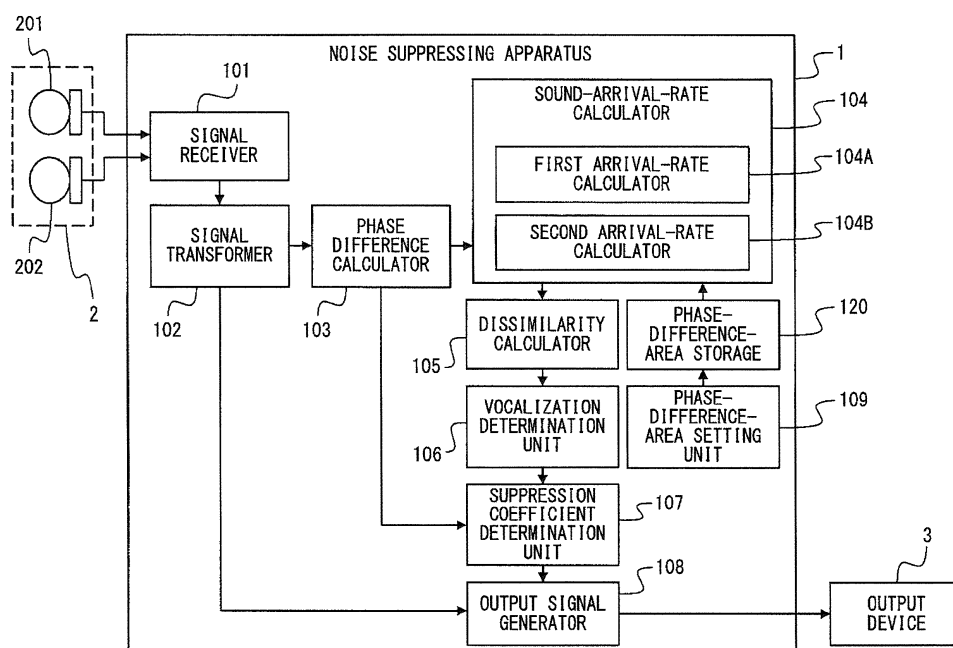 201
NOISE SUPPRESSING APPARATUS
1
101
SOUND-ARRIVAL-RATE
CALCULATOR
104
SIGNAL
RECEIVER
FIRST ARRIVAL-RATE
CALCULATOR
104A
202
2
SIGNAL
TRANSFORMER
102
PHASE
DIFFERENCE
CALCULATOR
103
SECOND ARRIVAL-RATE
CALCULATOR
104B
DISSIMILARITY
CALCULATOR
105
PHASE-
DIFFERENCE-
AREA STORAGE
120
VOCALIZATION
DETERMINATION
UNIT
106
PHASE-
DIFFERENCE-
AREA SETTING
UNIT
109
SUPPRESSION
COEFFICIENT
DETERMINATION
UNIT
107
108
OUTPUT SIGNAL
GENERATOR
3
OUTPUT
DEVICE